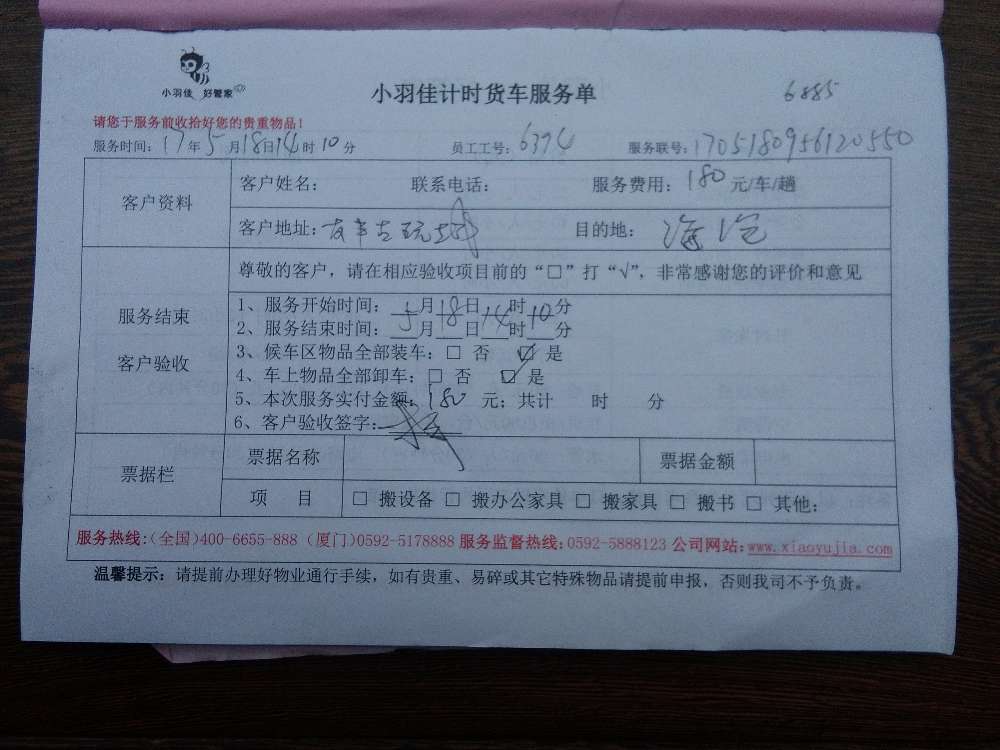 小羽佳 好管家
小羽佳计时货车服务单 6885
请您于服务前收拾好您的贵重物品！
服务时间：17年5月18日14时10分 员工工号：6394 服务联号：1705180956120550
客户资料
客户姓名： 联系电话： 服务费用：180元/车/趟
客户地址： 目的地：海沧
服务结束
客户验收
尊敬的客户，请在相应验收项目前的“□”打“√”，非常感谢您的评价和意见
1、服务开始时间：5月18日14时10分
2、服务结束时间：月日时分
3、候车区物品全部装车：□ 否 ☑ 是
4、车上物品全部卸车：□ 否 ☑ 是
5、本次服务实付金额：180元；共计 时 分
6、客户验收签字：
票据栏
票据名称 票据金额
项 目 □ 搬设备 □ 搬办公家具 □ 搬家具 □ 搬书 □ 其他：
服务热线：（全国）400-6655-888（厦门）0592-5178888 服务监督热线：0592-5888123 公司网站：www.xiaoyujia.com
温馨提示：请提前办理好物业通行手续，如有贵重、易碎或其它特殊物品请提前申报，否则我司不予负责。